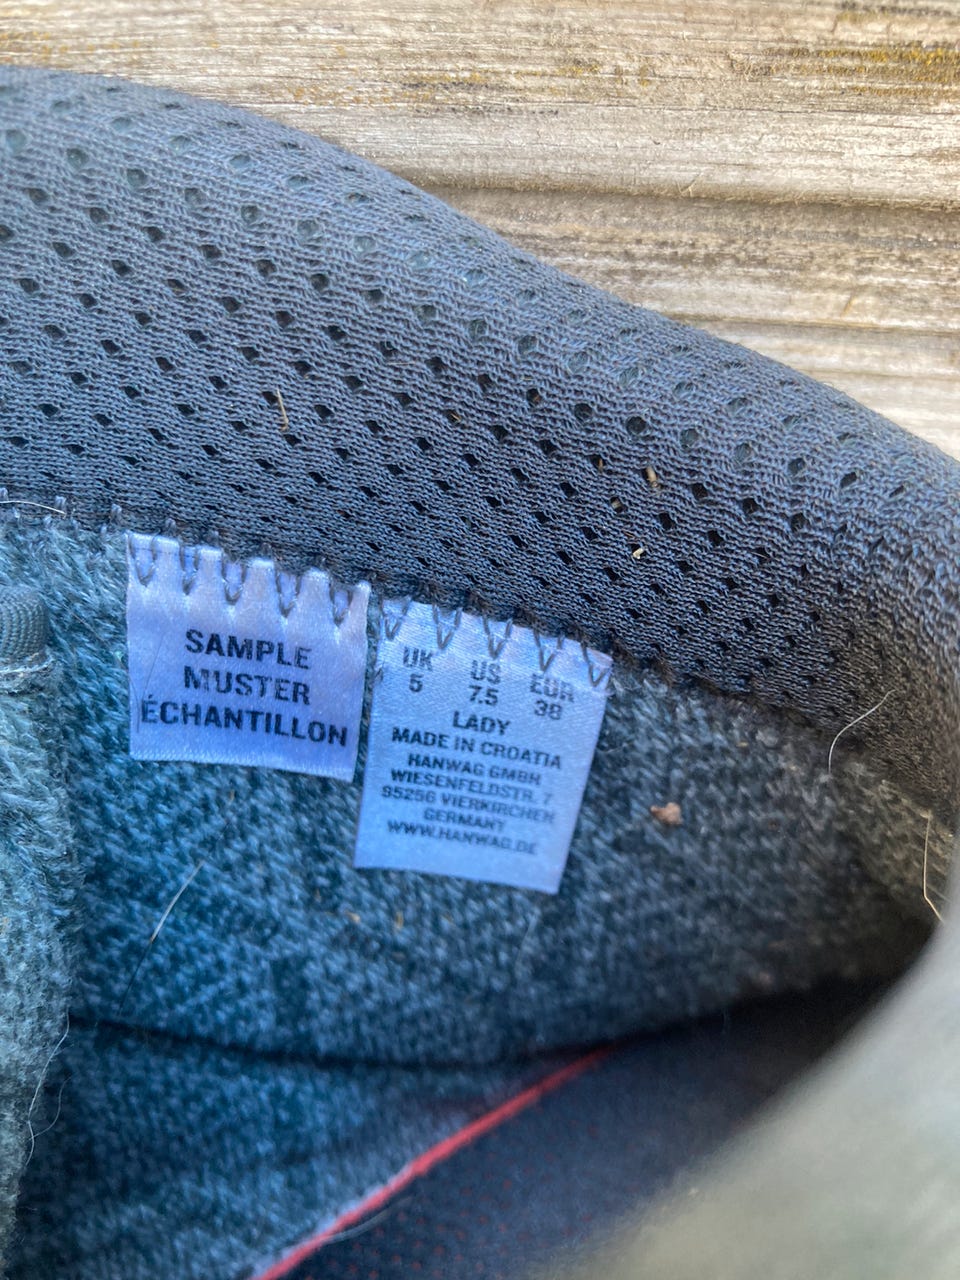 SAMPLE
MUSTER
ÉCHANTILLON
UK US EUR
5 7.5 38
LADY
MADE IN CROATIA
HANWAG GMBH
WIESENFELDSTR. 7
85256 VIERKIRCHEN
GERMANY
WWW.HANWAG.DE